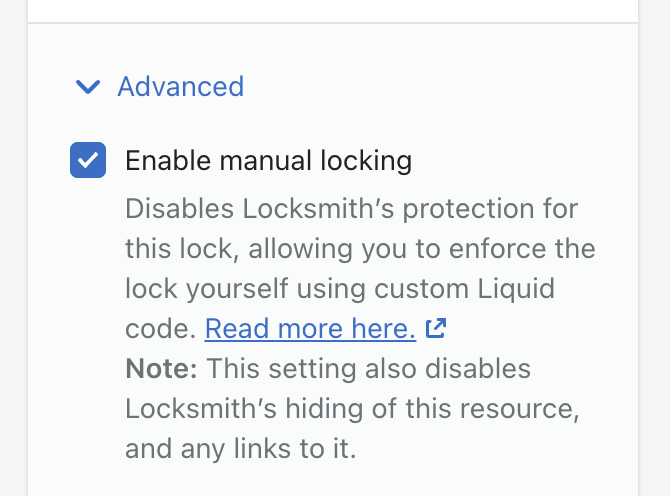 Advanced
Enable manual locking
Disables Locksmith’s protection for
this lock, allowing you to enforce the
lock yourself using custom Liquid
code. Read more here.
Note: This setting also disables
Locksmith’s hiding of this resource,
and any links to it.